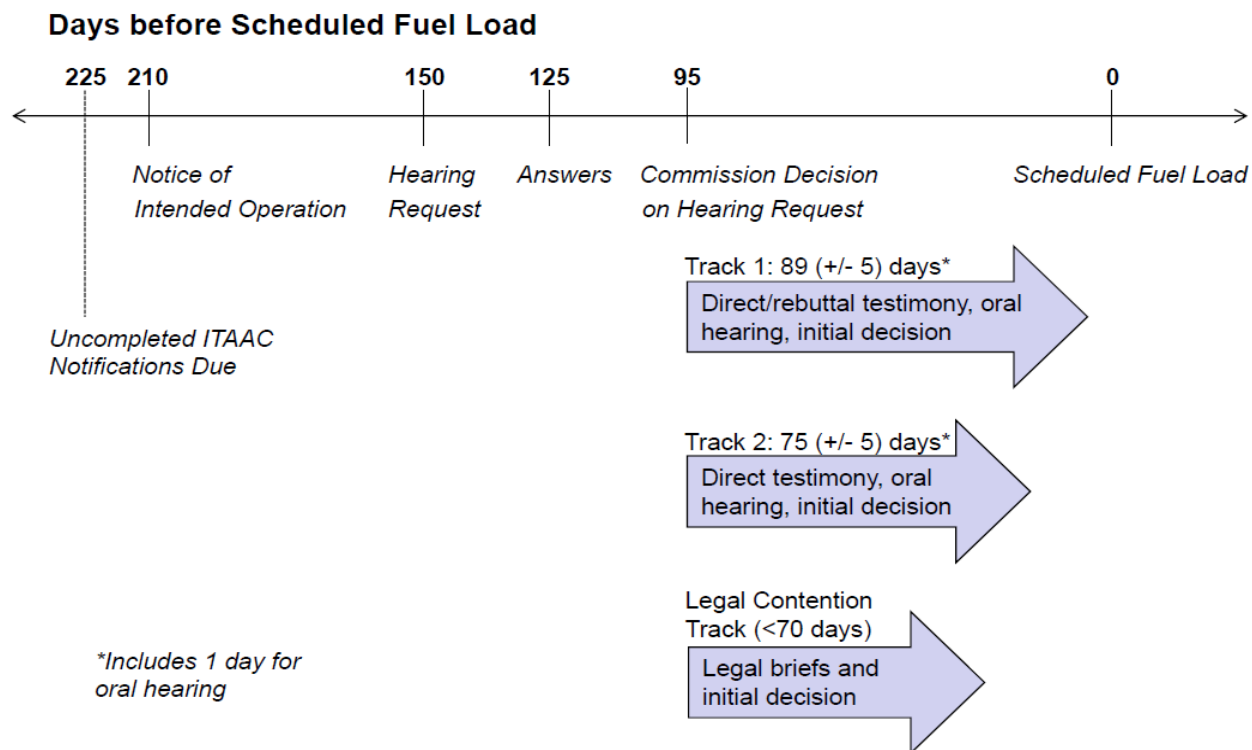 Days before Scheduled Fuel Load
225 210 150 125 95 0
Notice of
Intended Operation
Hearing
Request
Answers
Commission Decision
on Hearing Request
Scheduled Fuel Load
Uncompleted ITAAC
Notifications Due
Track 1: 89 (+/- 5) days*
Direct/rebuttal testimony, oral
hearing, initial decision
Track 2: 75 (+/- 5) days*
Direct testimony, oral
hearing, initial decision
Legal Contention
Track (<70 days)
Legal briefs and
initial decision
*Includes 1 day for
oral hearing